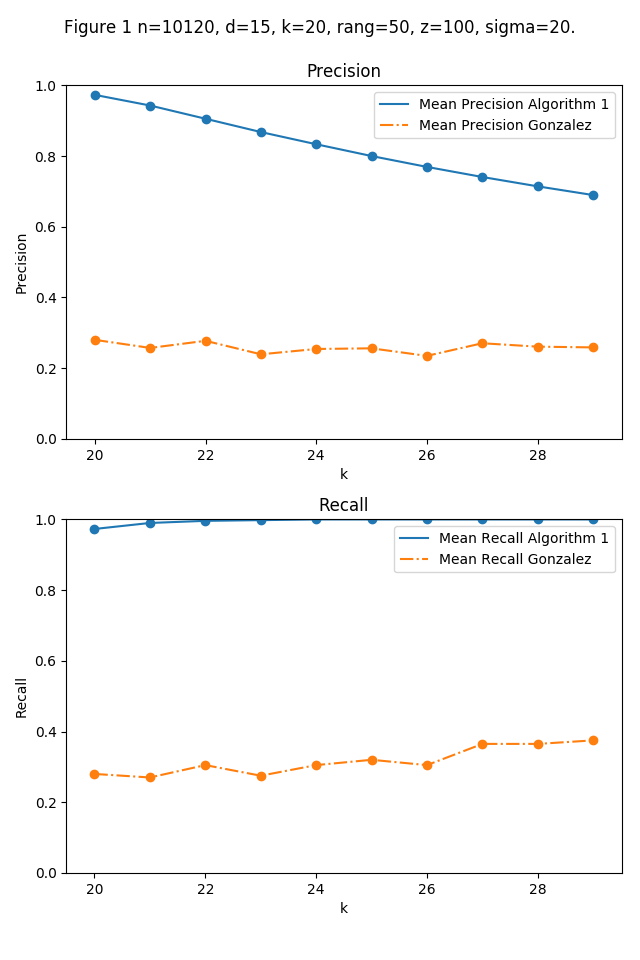 Figure 1 n=10120, d=15, k=20, rang=50, z=100, sigma=20.
Precision
1.0
0.8
0.6
0.4
0.2
0.0
Precision
Mean Precision Algorithm 1
Mean Precision Gonzalez
20 22 24 26 28
k
Recall
1.0
0.8
0.6
0.4
0.2
0.0
Recall
Mean Recall Algorithm 1
Mean Recall Gonzalez
20 22 24 26 28
k